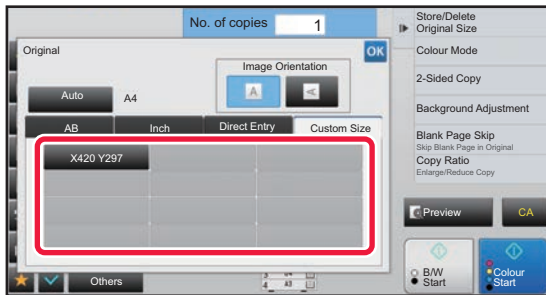 No. of copies 1
Store/Delete
Original Size
Original
OK
Colour Mode
Image Orientation
A A
2-Sided Copy
Auto A4
Background Adjustment
AB Inch Direct Entry Custom Size
Blank Page Skip
Skip Blank Page in Original
X420 Y297
Copy Ratio
Enlarge/Reduce Copy
Preview CA
B/W
Start
Colour
Start
Others
4 A3